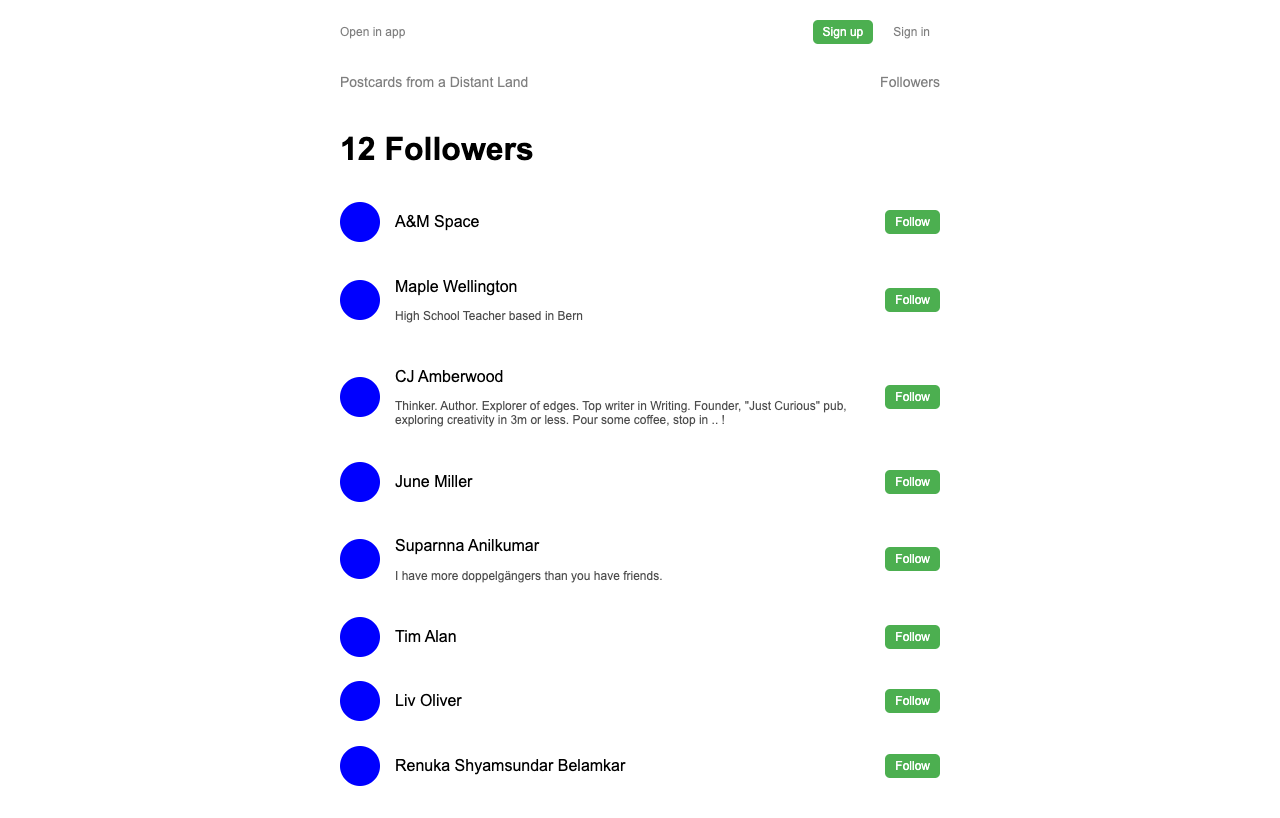 Open in app
Sign up
Sign in
Postcards from a Distant Land
Followers
12 Followers
A&M Space
Follow
Maple Wellington
High School Teacher based in Bern
Follow
CJ Amberwood
Thinker. Author. Explorer of edges. Top writer in Writing. Founder, "Just Curious" pub,
exploring creativity in 3m or less. Pour some coffee, stop in .. !
Follow
June Miller
Follow
Suparnna Anilkumar
I have more doppelgängers than you have friends.
Follow
Tim Alan
Follow
Liv Oliver
Follow
Renuka Shyamsundar Belamkar
Follow